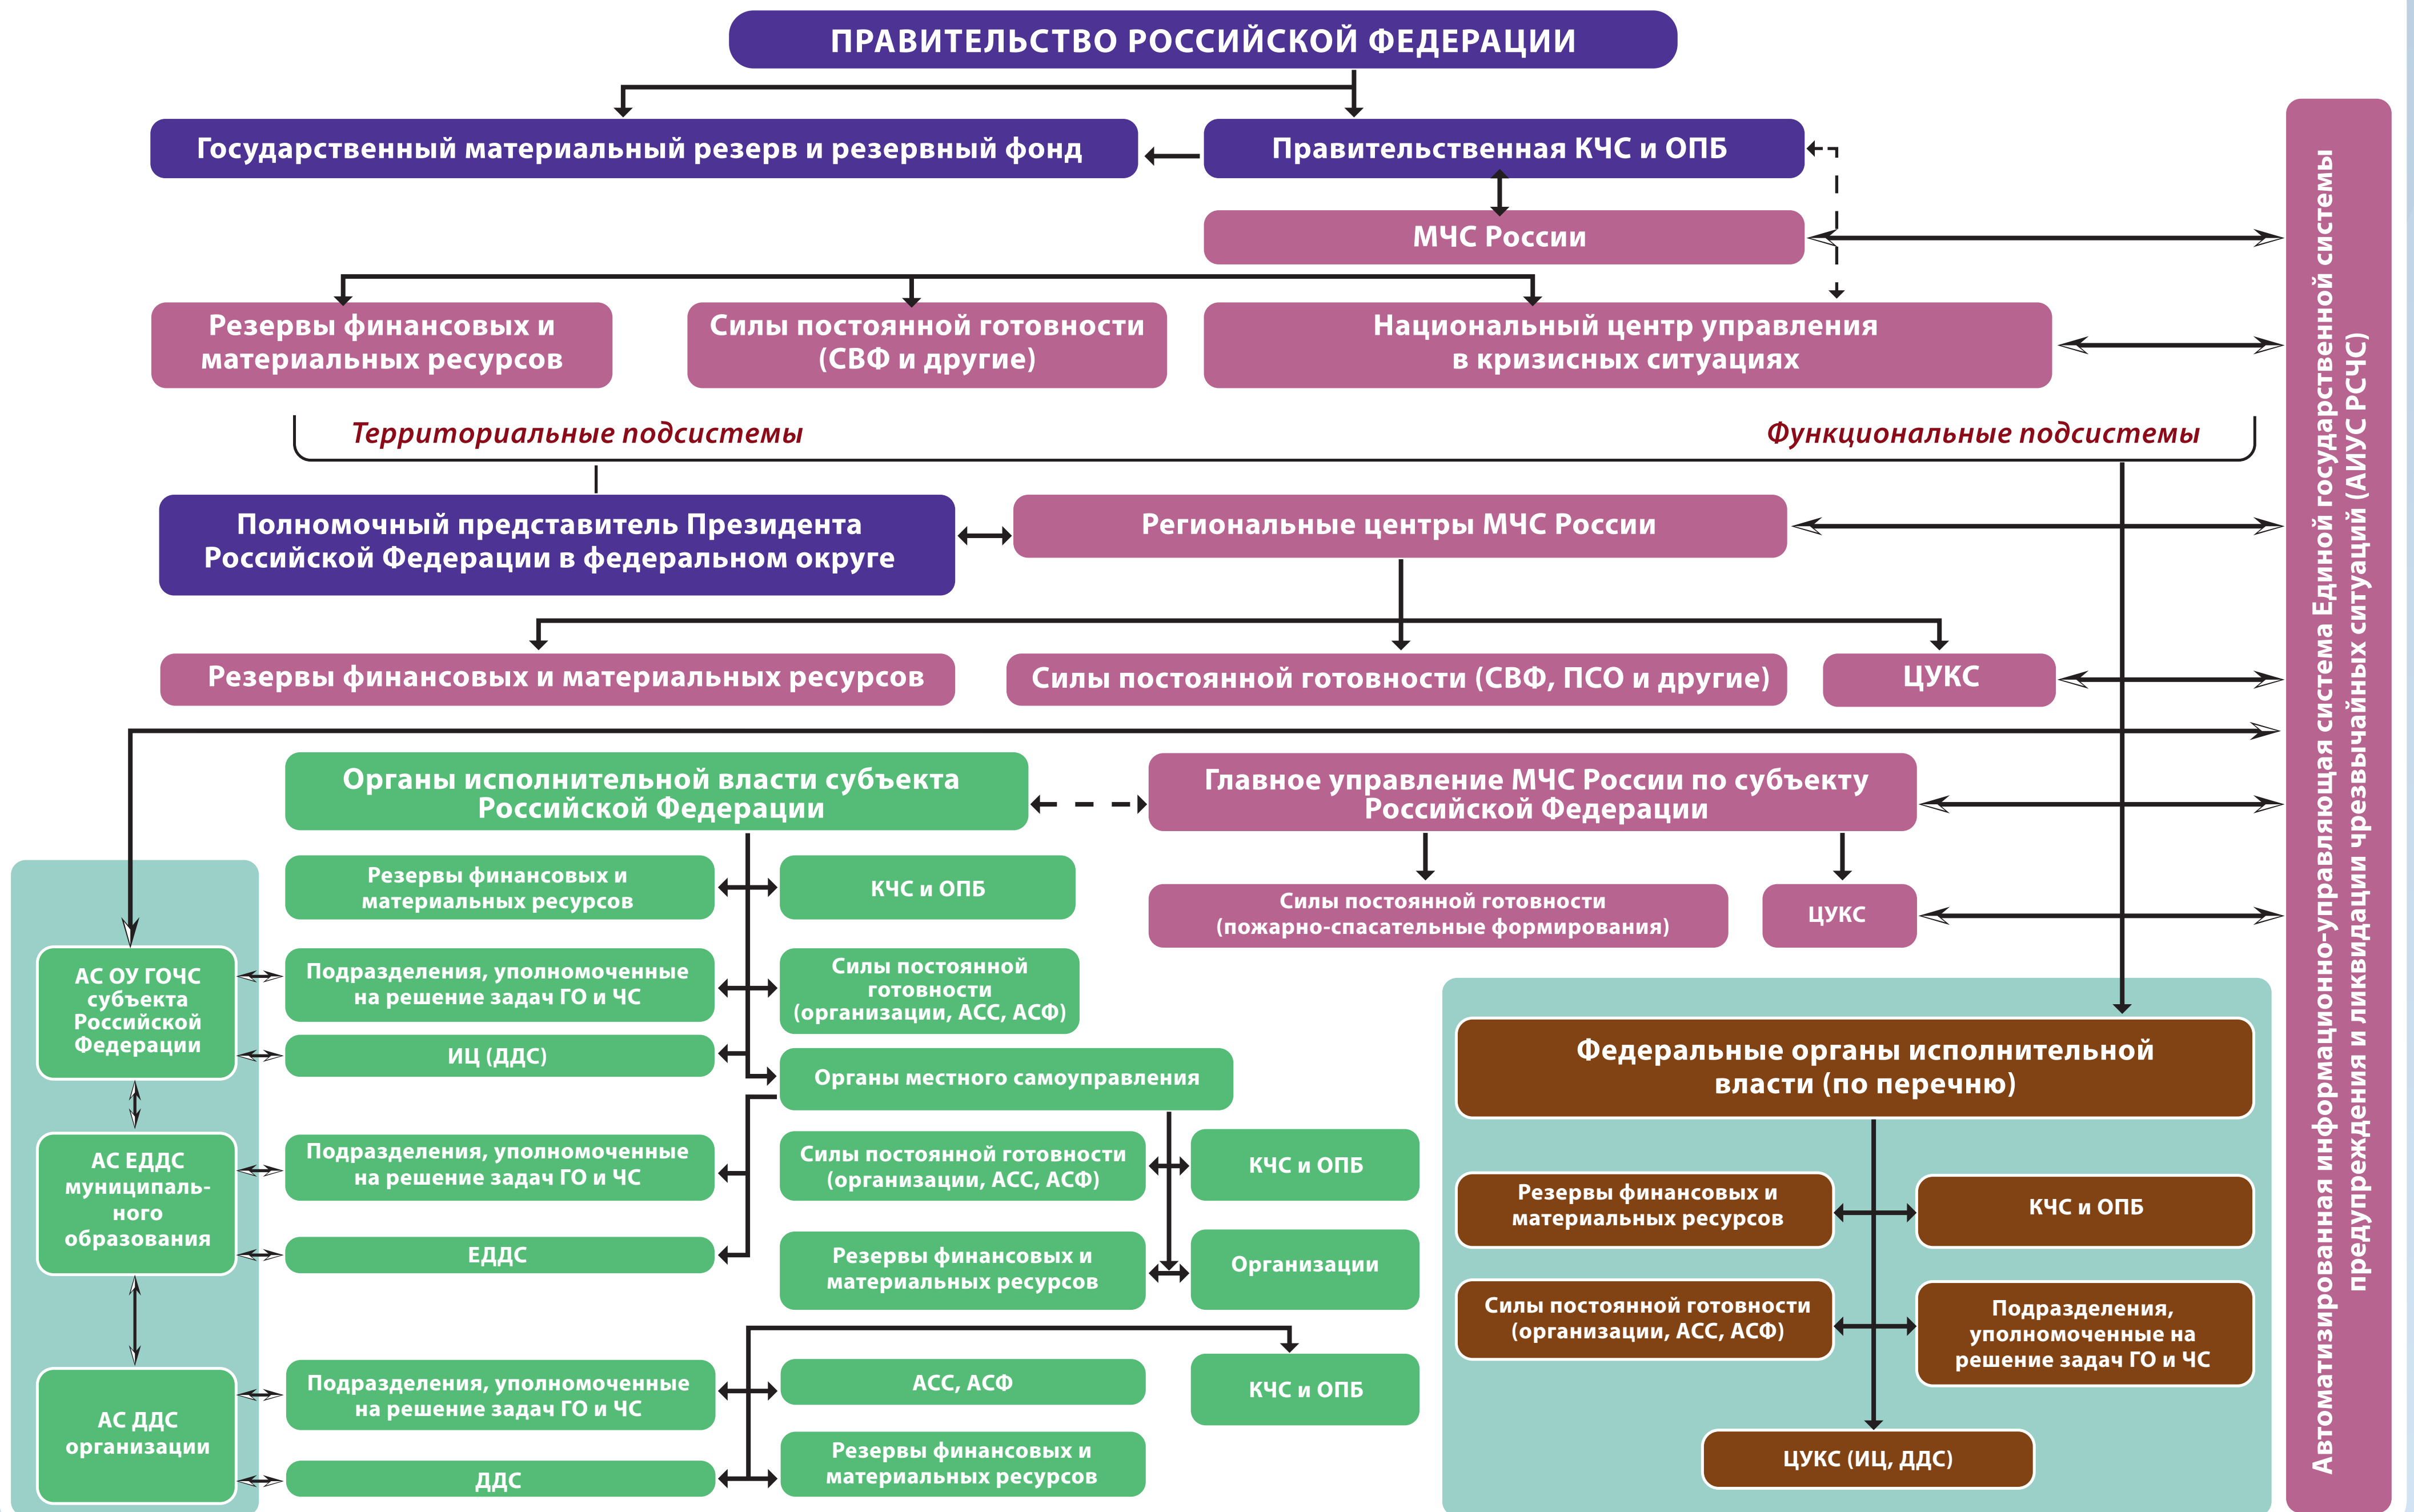 ПРАВИТЕЛЬСТВО РОССИЙСКОЙ ФЕДЕРАЦИИ
Государственный материальный резерв и резервный фонд
Правительственная КЧС и ОПБ
МЧС России
Резервы финансовых и
материальных ресурсов
Силы постоянной готовности
(СВФ и другие)
Национальный центр управления
в кризисных ситуациях
Территориальные подсистемы
Функциональные подсистемы
Полномочный представитель Президента
Российской Федерации в федеральном округе
Региональные центры МЧС России
Резервы финансовых и материальных ресурсов
Силы постоянной готовности (СВФ, ПСО и другие)
ЦУКС
Органы исполнительной власти субъекта
Российской Федерации
Главное управление МЧС России по субъекту
Российской Федерации
Резервы финансовых и
материальных ресурсов
КЧС и ОПБ
Силы постоянной готовности
(пожарно-спасательные формирования)
ЦУКС
АС ОУ ГОЧС
субъекта
Российской
Федерации
Подразделения, уполномоченные
на решение задач ГО и ЧС
Силы постоянной
готовности
(организации, АСС, АСФ)
ИЦ (ДДС)
Органы местного самоуправления
АС ЕДДС
муниципаль-
ного
образования
Подразделения, уполномоченные
на решение задач ГО и ЧС
Силы постоянной готовности
(организации, АСС, АСФ)
КЧС и ОПБ
ЕДДС
Резервы финансовых и
материальных ресурсов
Организации
АС ДДС
организации
Подразделения, уполномоченные
на решение задач ГО и ЧС
АСС, АСФ
КЧС и ОПБ
ДДС
Резервы финансовых и
материальных ресурсов
Федеральные органы исполнительной
власти (по перечню)
Резервы финансовых и
материальных ресурсов
КЧС и ОПБ
Силы постоянной готовности
(организации, АСС, АСФ)
Подразделения,
уполномоченные на
решение задач ГО и ЧС
ЦУКС (ИЦ, ДДС)
Автоматизированная информационно-управляющая система Единой государственной системы
предупреждения и ликвидации чрезвычайных ситуаций (АИУС РСЧС)